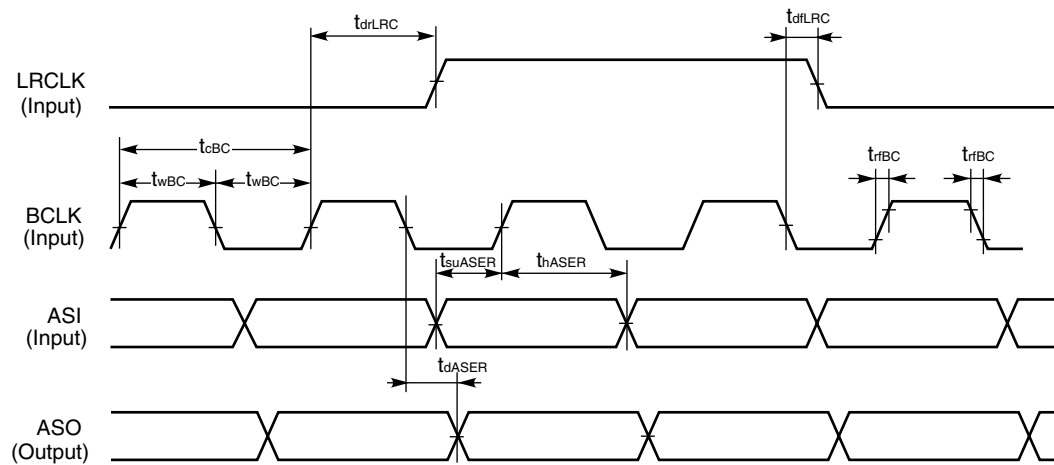 tdrLRC
tdfLRC
LRCLK
(Input)
tcBC
twBC
twBC
trfBC
trfBC
BCLK
(Input)
tsuASER
thASER
ASI
(Input)
tdASER
ASO
(Output)